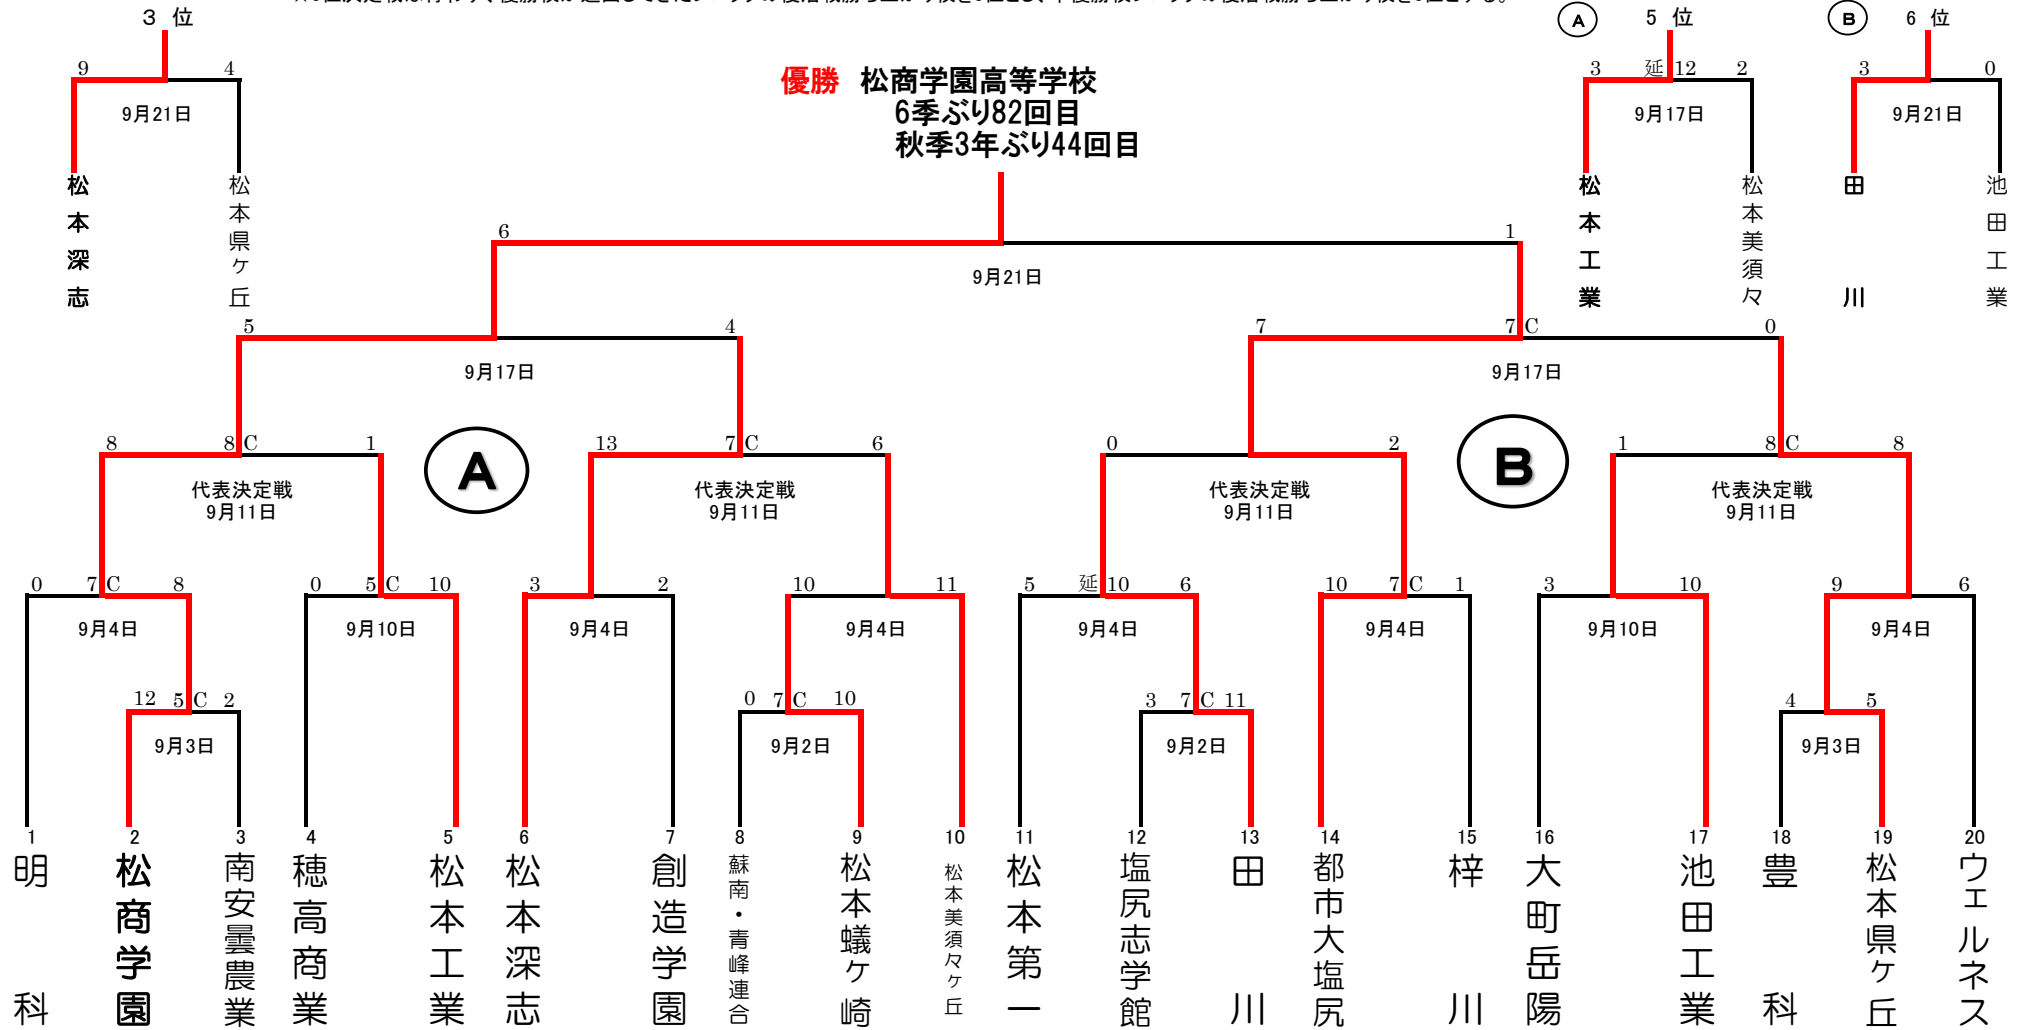 3 位
9 4
9月21日
松本深志
松本県ケ丘
優勝 松商学園高等学校
6季ぶり82回目
秋季3年ぶり44回目
A 5 位
3 延 12 2
9月17日
松本工業
松本美須々
B 6 位
3 0
9月21日
田川
池田工業
6 1
9月21日
5 4
9月17日
7 7 C 0
9月17日
A
B
8 8 C 1
代表決定戦
9月11日
13 7 C 6
代表決定戦
9月11日
0 2
代表決定戦
9月11日
1 8 C 8
代表決定戦
9月11日
0 7 C 8
9月4日
0 5 C 10
9月10日
3 2
9月4日
10 11
9月4日
5 延 10 6
9月4日
10 7 C 1
9月4日
3 10
9月10日
9 6
9月4日
12 5 C 2
9月3日
0 7 C 10
9月2日
3 7 C 11
9月2日
4 5
9月3日
1 明科
2 松商学園
3 南安曇農業
4 穂高商業
5 松本工業
6 松本深志
7 創造学園
8 蘇南・青峰連合
9 松本蟻ケ崎
10 松本美須々ケ丘
11 松本第一
12 塩尻志学館
13 田川
14 都市大塩尻
15 梓川
16 大町岳陽
17 池田工業
18 豊科
19 松本県ケ丘
20 ウェルネス